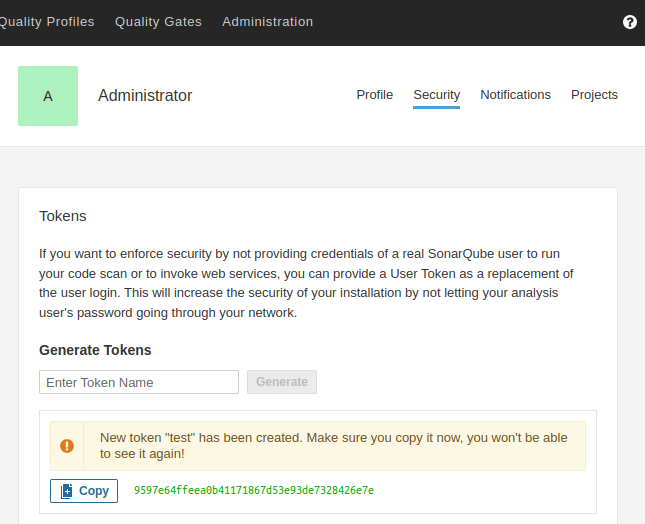 Quality Profiles Quality Gates Administration ?
A Administrator Profile Security Notifications Projects
Tokens
If you want to enforce security by not providing credentials of a real SonarQube user to run
your code scan or to invoke web services, you can provide a User Token as a replacement of
the user login. This will increase the security of your installation by not letting your analysis
user's password going through your network.
Generate Tokens
Enter Token Name Generate
New token "test" has been created. Make sure you copy it now, you won't be able
to see it again!
Copy 9597e64ffeea0b41171867d53e93de7328426e7e